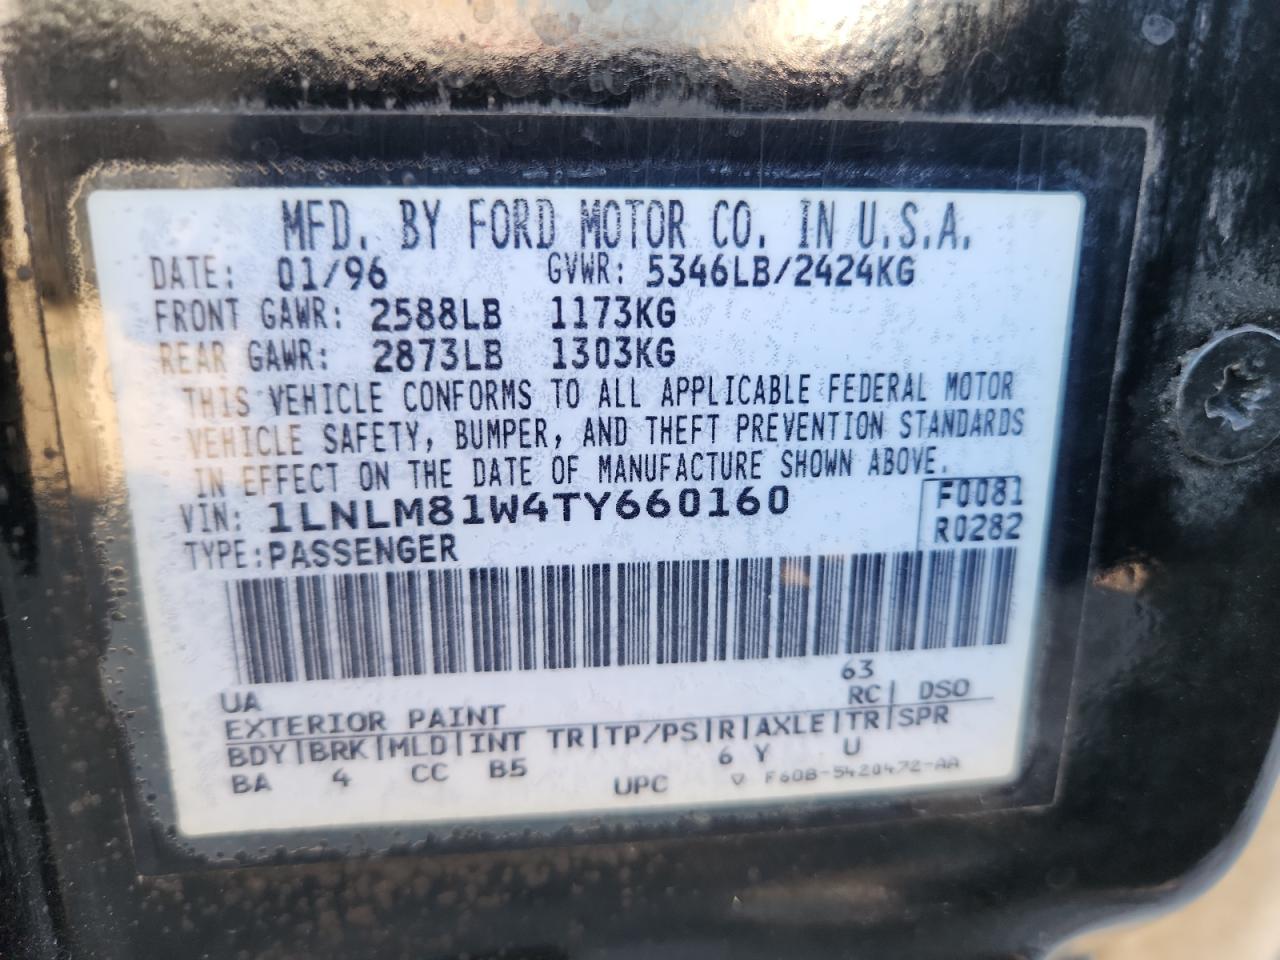 MFD. BY FORD MOTOR CO. IN U.S.A.
DATE: 01/96 GVWR: 5346LB/2424KG
FRONT GAWR: 2588LB 1173KG
REAR GAWR: 2873LB 1303KG
THIS VEHICLE CONFORMS TO ALL APPLICABLE FEDERAL MOTOR
VEHICLE SAFETY, BUMPER, AND THEFT PREVENTION STANDARDS
IN EFFECT ON THE DATE OF MANUFACTURE SHOWN ABOVE.
VIN: 1LNLM81W4TY660160 F0081
TYPE: PASSENGER R0282
UA 63
EXTERIOR PAINT RC| DSO
BDY|BRK|MLD|INT TR|TP/PS|R|AXLE|TR|SPR
BA 4 CC B5 6 Y U
UPC ▽ F60B-5420472-AA